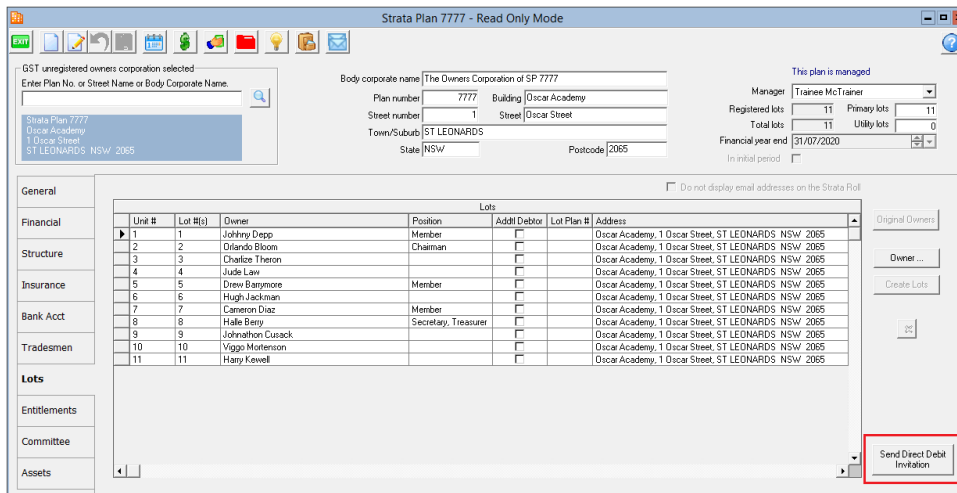 Strata Plan 7777 - Read Only Mode
EXIT
GST unregistered owners corporation selected
Enter Plan No. or Street Name or Body Corporate Name.
Strata Plan 7777
Oscar Academy
1 Oscar Street
ST LEONARDS NSW 2065
Body corporate name The Owners Corporation of SP 7777
Plan number 7777 Building Oscar Academy
Street number 1 Street Oscar Street
Town/Suburb ST LEONARDS
State NSW Postcode 2065
This plan is managed
Manager Trainee McTrainer
Registered lots 11 Primary lots 11
Total lots 11 Utility lots 0
Financial year end 31/07/2020
In initial period
General
Financial
Structure
Insurance
Bank Acct
Tradesmen
Lots
Entitlements
Committee
Assets
Do not display email addresses on the Strata Roll
Lots
Unit # Lot #(s) Owner Position Addtl Debtor Lot Plan # Address
1 1 Johhny Depp Member Oscar Academy, 1 Oscar Street, ST LEONARDS NSW 2065
2 2 Orlando Bloom Chairman Oscar Academy, 1 Oscar Street, ST LEONARDS NSW 2065
3 3 Charlize Theron Oscar Academy, 1 Oscar Street, ST LEONARDS NSW 2065
4 4 Jude Law Oscar Academy, 1 Oscar Street, ST LEONARDS NSW 2065
5 5 Drew Barrymore Member Oscar Academy, 1 Oscar Street, ST LEONARDS NSW 2065
6 6 Hugh Jackman Oscar Academy, 1 Oscar Street, ST LEONARDS NSW 2065
7 7 Cameron Diaz Member Oscar Academy, 1 Oscar Street, ST LEONARDS NSW 2065
8 8 Halle Berry Secretary, Treasurer Oscar Academy, 1 Oscar Street, ST LEONARDS NSW 2065
9 9 Johnathon Cusack Oscar Academy, 1 Oscar Street, ST LEONARDS NSW 2065
10 10 Viggo Mortenson Oscar Academy, 1 Oscar Street, ST LEONARDS NSW 2065
11 11 Harry Kewell Oscar Academy, 1 Oscar Street, ST LEONARDS NSW 2065
Original Owners
Owner ...
Create Lots
Send Direct Debit
Invitation